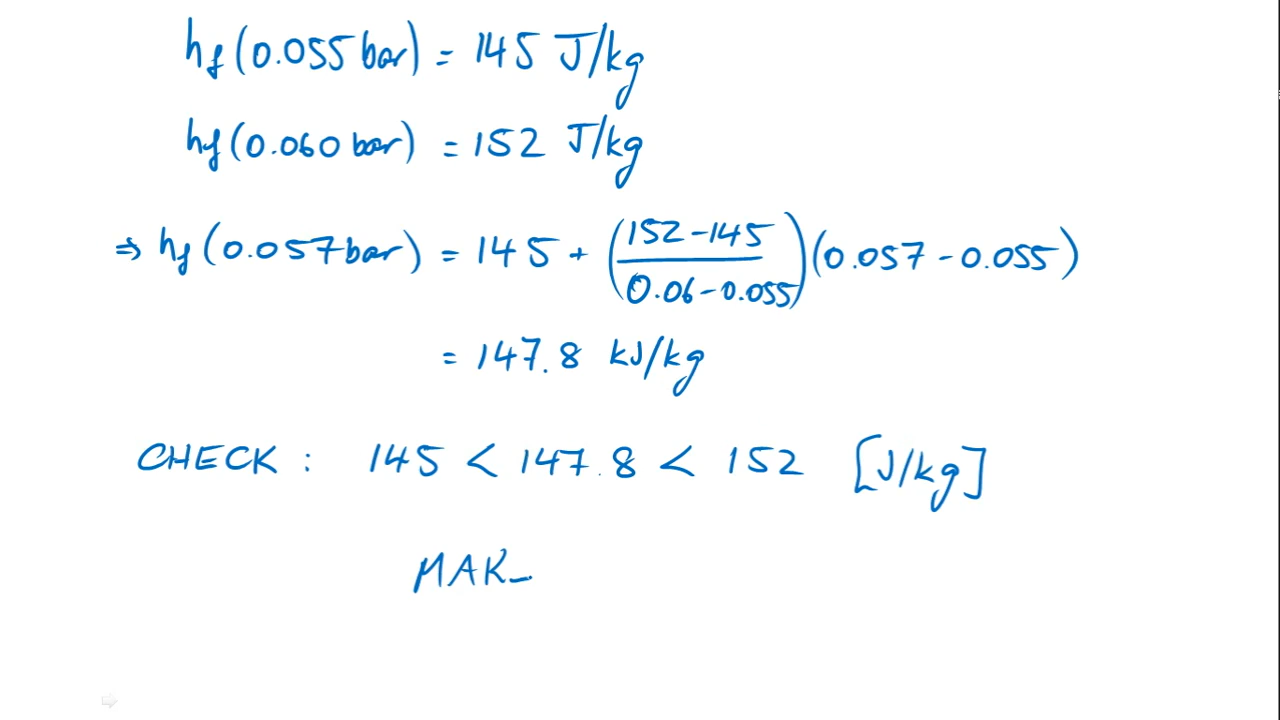 hf (0.055 bar) = 145 J/kg
hf (0.060 bar) = 152 J/kg
⇒ hf (0.057 bar) = 145 + ((152 - 145)/(0.06 - 0.055)) (0.057 - 0.055)
= 147.8 kJ/kg
CHECK : 145 < 147.8 < 152 [J/kg]
MAK-